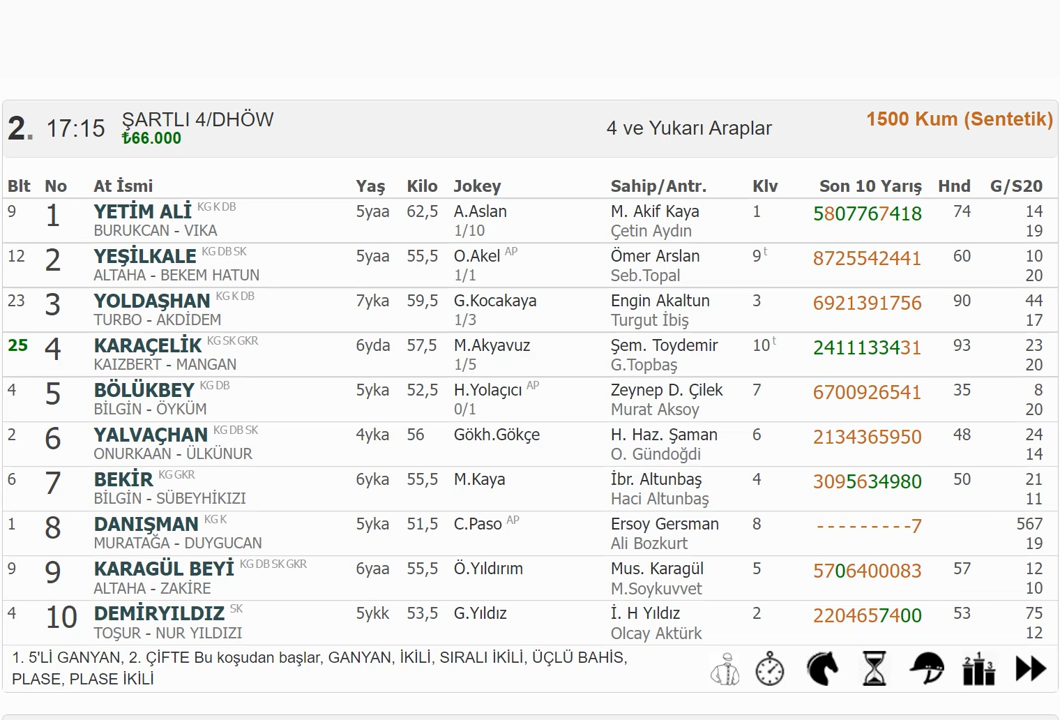 2. 17:15 ŞARTLI 4/DHÖW 4 ve Yukarı Araplar 1500 Kum (Sentetik)
₺66.000
Blt No At İsmi Yaş Kilo Jokey Sahip/Antr. Klv Son 10 Yarış Hnd G/S20
9 1 YETİM ALİ KG K DB 5yaa 62,5 A.Aslan M. Akif Kaya 1 5807767418 74 14
BURUKCAN - VIKA 1/10 Çetin Aydın 19
12 2 YEŞİLKALE KG DB SK 5yaa 55,5 O.Akel AP Ömer Arslan 9 t 8725542441 60 10
ALTAHA - BEKEM HATUN 1/1 Seb.Topal 20
23 3 YOLDAŞHAN KG K DB 7yka 59,5 G.Kocakaya Engin Akaltun 3 6921391756 90 44
TURBO - AKDİDEM 1/3 Turgut İbiş 17
25 4 KARAÇELİK KG SK GKR 6yda 57,5 M.Akyavuz Şem. Toydemir 10 t 2411133431 93 23
KAIZBERT - MANGAN 1/5 G.Topbaş 20
4 5 BÖLÜKBEY KG DB 5yka 52,5 H.Yolaçıcı AP Zeynep D. Çilek 7 6700926541 35 8
BİLGİN - ÖYKÜM 0/1 Murat Aksoy 20
2 6 YALVAÇHAN KG DB SK 4yka 56 Gökh.Gökçe H. Haz. Şaman 6 2134365950 48 24
ONURKAAN - ÜLKÜNUR O. Gündoğdi 14
6 7 BEKİR KG GKR 6yka 55,5 M.Kaya İbr. Altunbaş 4 3095634980 50 21
BİLGİN - SÜBEYHİKIZI Haci Altunbaş 11
1 8 DANIŞMAN KG K 5yka 51,5 C.Paso AP Ersoy Gersman 8 - - - - - - - - -7 567
MURATAĞA - DUYGUCAN Ali Bozkurt 19
9 9 KARAGÜL BEYİ KG DB SK GKR 6yaa 55,5 Ö.Yıldırım Mus. Karagül 5 5706400083 57 12
ALTAHA - ZAKİRE M.Soykuvvet 10
4 10 DEMİRYILDIZ SK 5ykk 53,5 G.Yıldız İ. H Yıldız 2 2204657400 53 75
TOŞUR - NUR YILDIZI Olcay Aktürk 12
1. 5'Lİ GANYAN, 2. ÇİFTE Bu koşudan başlar, GANYAN, İKİLİ, SIRALI İKİLİ, ÜÇLÜ BAHİS,
PLASE, PLASE İKİLİ
2 1 3